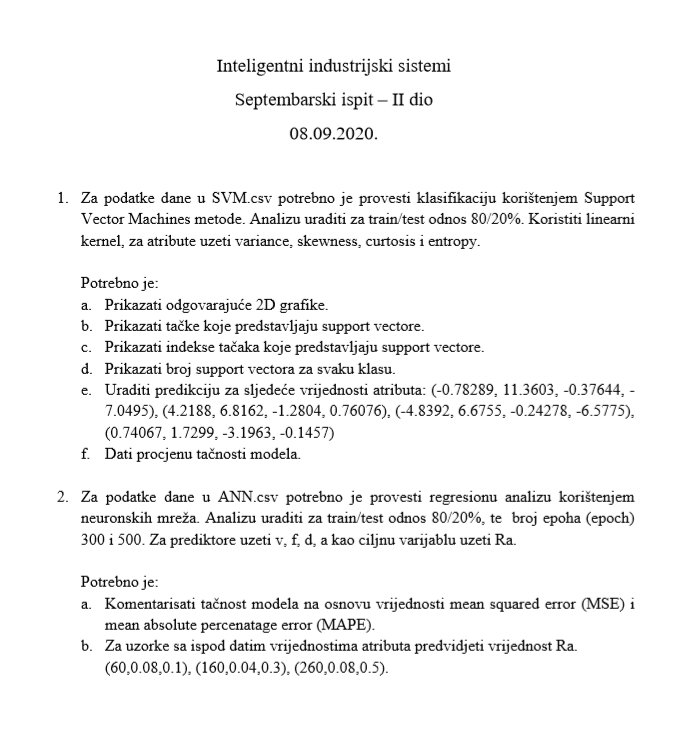 Inteligentni industrijski sistemi
Septembarski ispit – II dio
08.09.2020.
1. Za podatke dane u SVM.csv potrebno je provesti klasifikaciju korištenjem Support
Vector Machines metode. Analizu uraditi za train/test odnos 80/20%. Koristiti linearni
kernel, za atribute uzeti variance, skewness, curtosis i entropy.
Potrebno je:
a. Prikazati odgovarajuće 2D grafike.
b. Prikazati tačke koje predstavljaju support vectore.
c. Prikazati indekse tačaka koje predstavljaju support vectore.
d. Prikazati broj support vectora za svaku klasu.
e. Uraditi predikciju za sljedeće vrijednosti atributa: (-0.78289, 11.3603, -0.37644, -
7.0495), (4.2188, 6.8162, -1.2804, 0.76076), (-4.8392, 6.6755, -0.24278, -6.5775),
(0.74067, 1.7299, -3.1963, -0.1457)
f. Dati procjenu tačnosti modela.
2. Za podatke dane u ANN.csv potrebno je provesti regresionu analizu korištenjem
neuronskih mreža. Analizu uraditi za train/test odnos 80/20%, te broj epoha (epoch)
300 i 500. Za prediktore uzeti v, f, d, a kao ciljnu varijablu uzeti Ra.
Potrebno je:
a. Komentarisati tačnost modela na osnovu vrijednosti mean squared error (MSE) i
mean absolute percenatage error (MAPE).
b. Za uzorke sa ispod datim vrijednostima atributa predvidjeti vrijednost Ra.
(60,0.08,0.1), (160,0.04,0.3), (260,0.08,0.5).